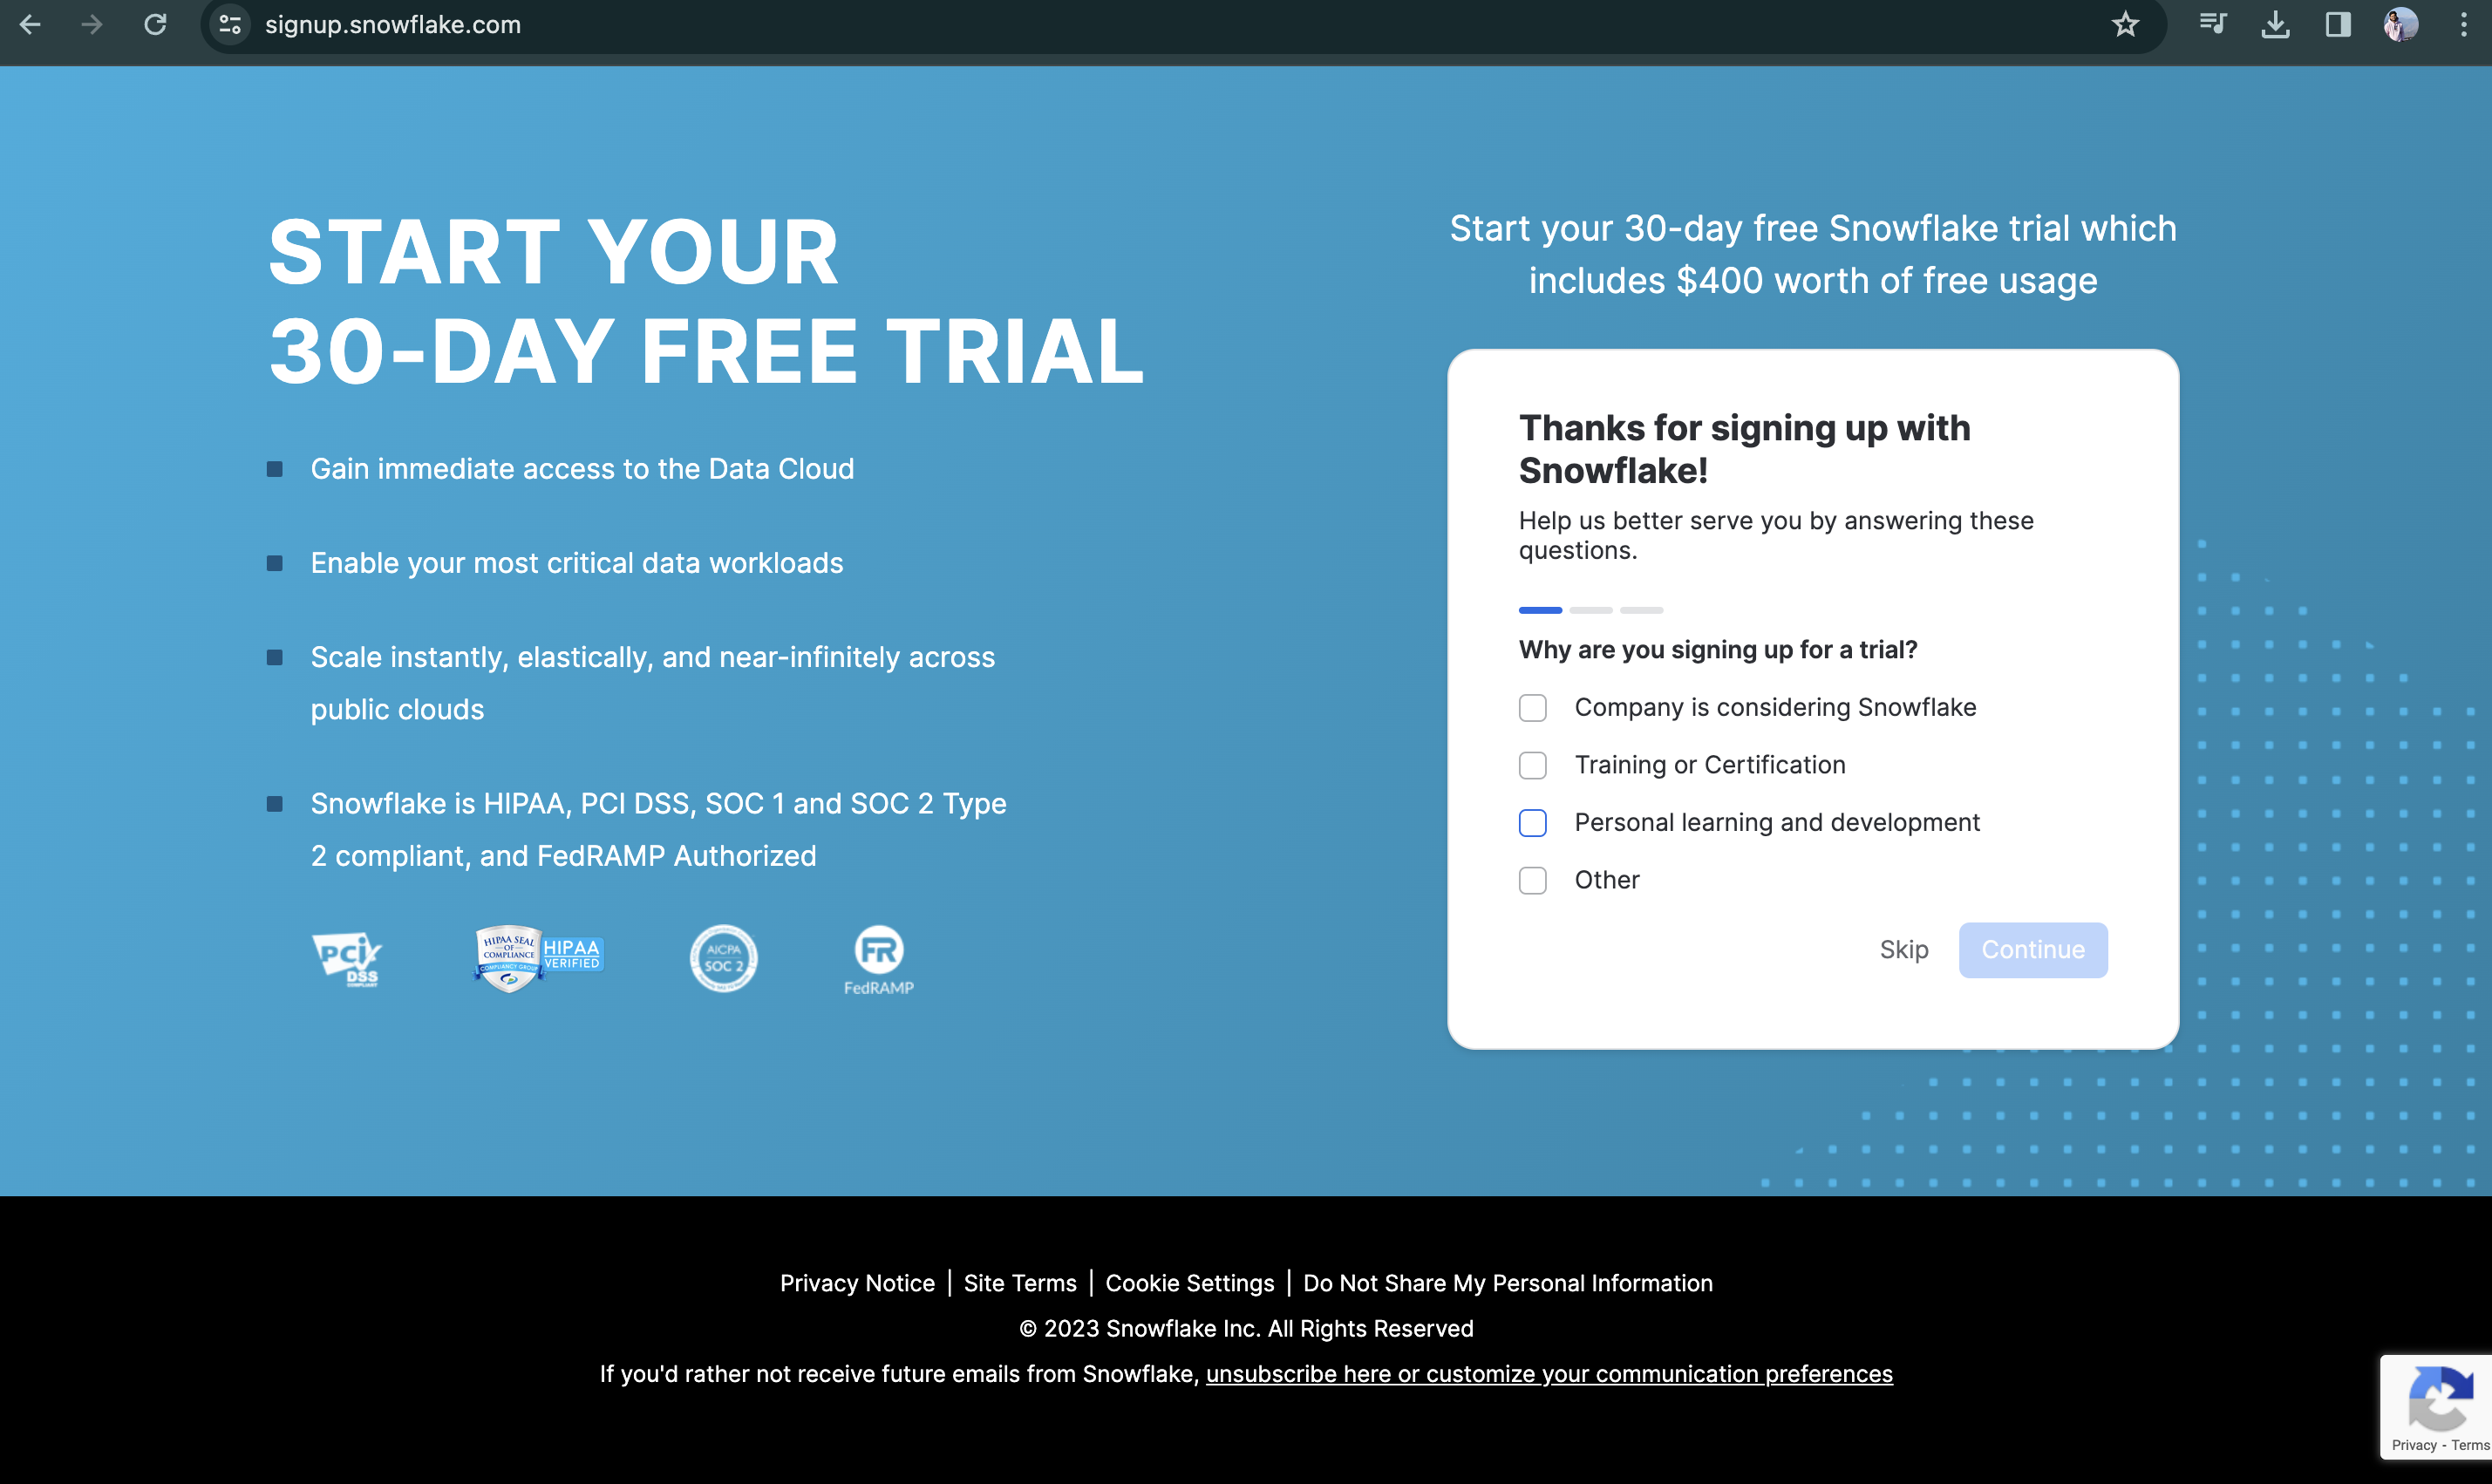 signup.snowflake.com
START YOUR
30-DAY FREE TRIAL
Gain immediate access to the Data Cloud
Enable your most critical data workloads
Scale instantly, elastically, and near-infinitely across
public clouds
Snowflake is HIPAA, PCI DSS, SOC 1 and SOC 2 Type
2 compliant, and FedRAMP Authorized
PCI
DSS
COMPLIANT
HIPAA SEAL
OF
COMPLIANCE
COMPLIANCY GROUP
HIPAA
VERIFIED
AICPA
SOC 2
FR
FedRAMP
Start your 30-day free Snowflake trial which
includes $400 worth of free usage
Thanks for signing up with
Snowflake!
Help us better serve you by answering these
questions.
Why are you signing up for a trial?
Company is considering Snowflake
Training or Certification
Personal learning and development
Other
Skip
Continue
Privacy Notice | Site Terms | Cookie Settings | Do Not Share My Personal Information
© 2023 Snowflake Inc. All Rights Reserved
If you'd rather not receive future emails from Snowflake, unsubscribe here or customize your communication preferences
Privacy - Terms